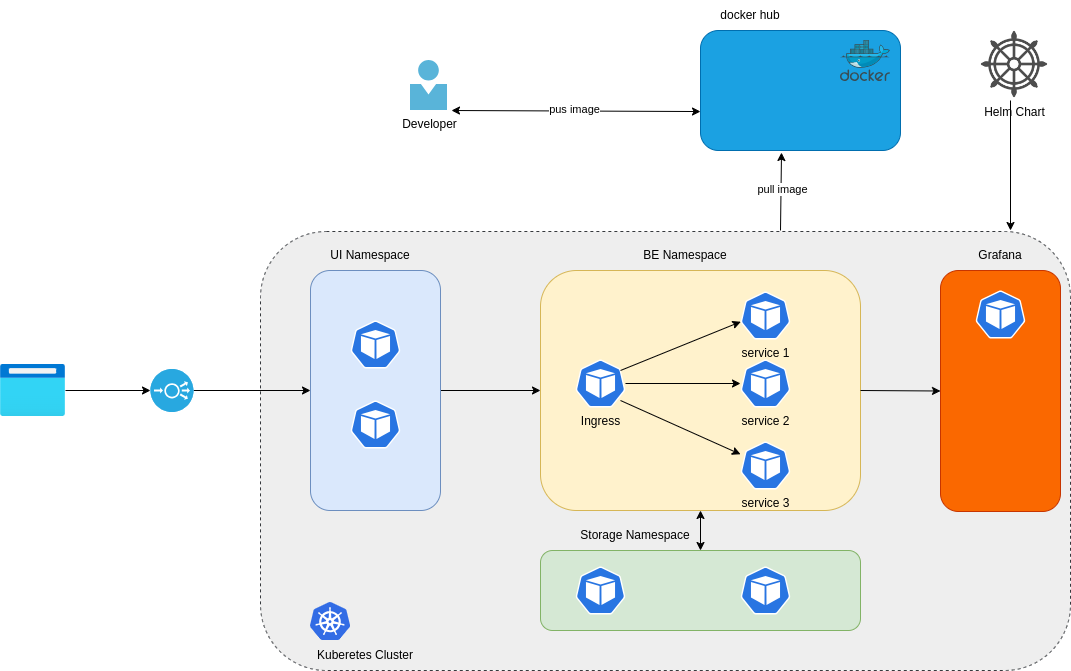 docker hub
docker
Developer
pus image
Helm Chart
pull image
UI Namespace
BE Namespace
Grafana
service 1
Ingress
service 2
service 3
Storage Namespace
Kuberetes Cluster